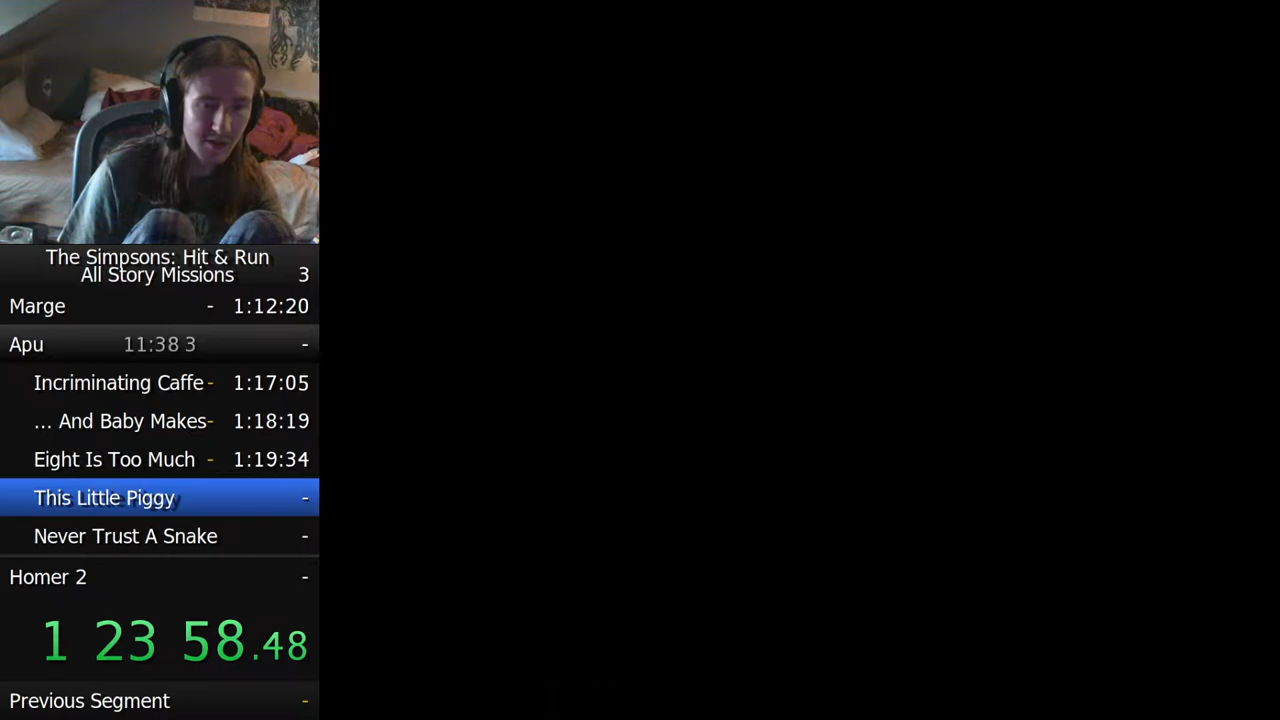 The Simpsons: Hit & Run
All Story Missions 3
Marge - 1:12:20
Apu 11:38 3 -
Incriminating Caffe - 1:17:05
... And Baby Makes - 1:18:19
Eight Is Too Much - 1:19:34
This Little Piggy -
Never Trust A Snake -
Homer 2 -
1 23 58.48
Previous Segment -